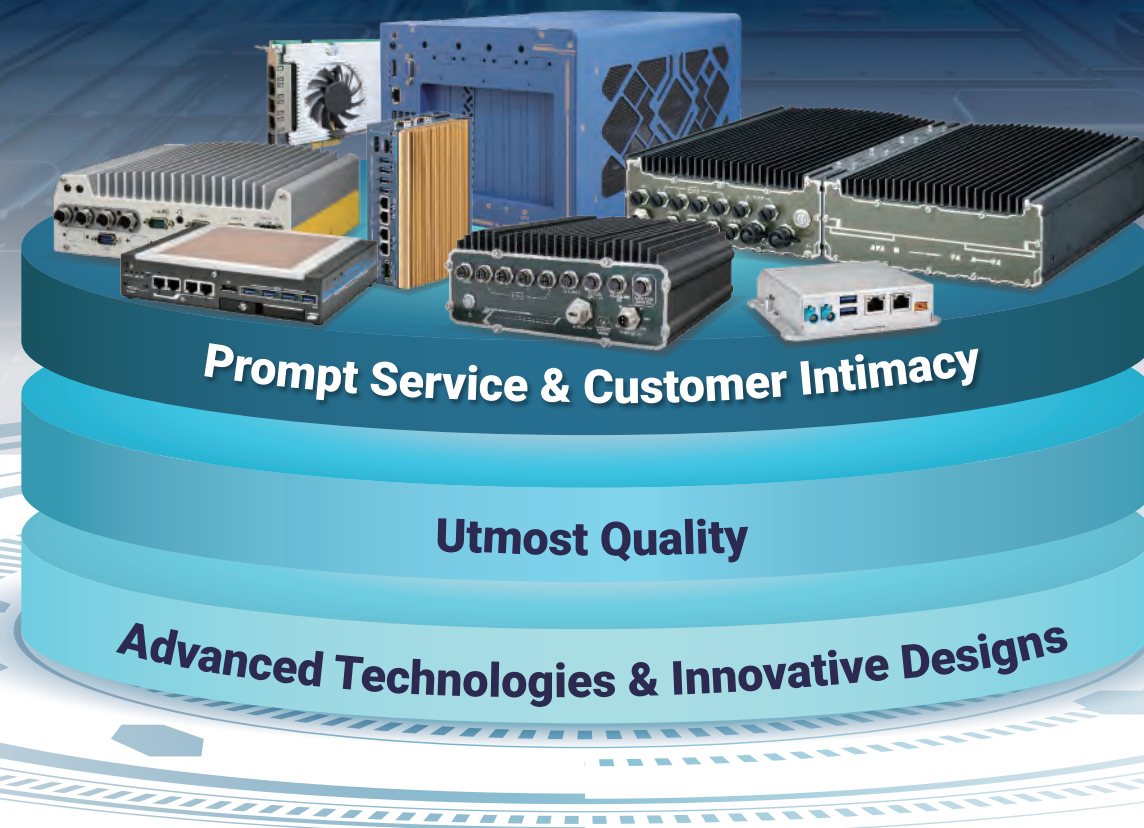 Prompt Service & Customer Intimacy
Utmost Quality
Advanced Technologies & Innovative Designs